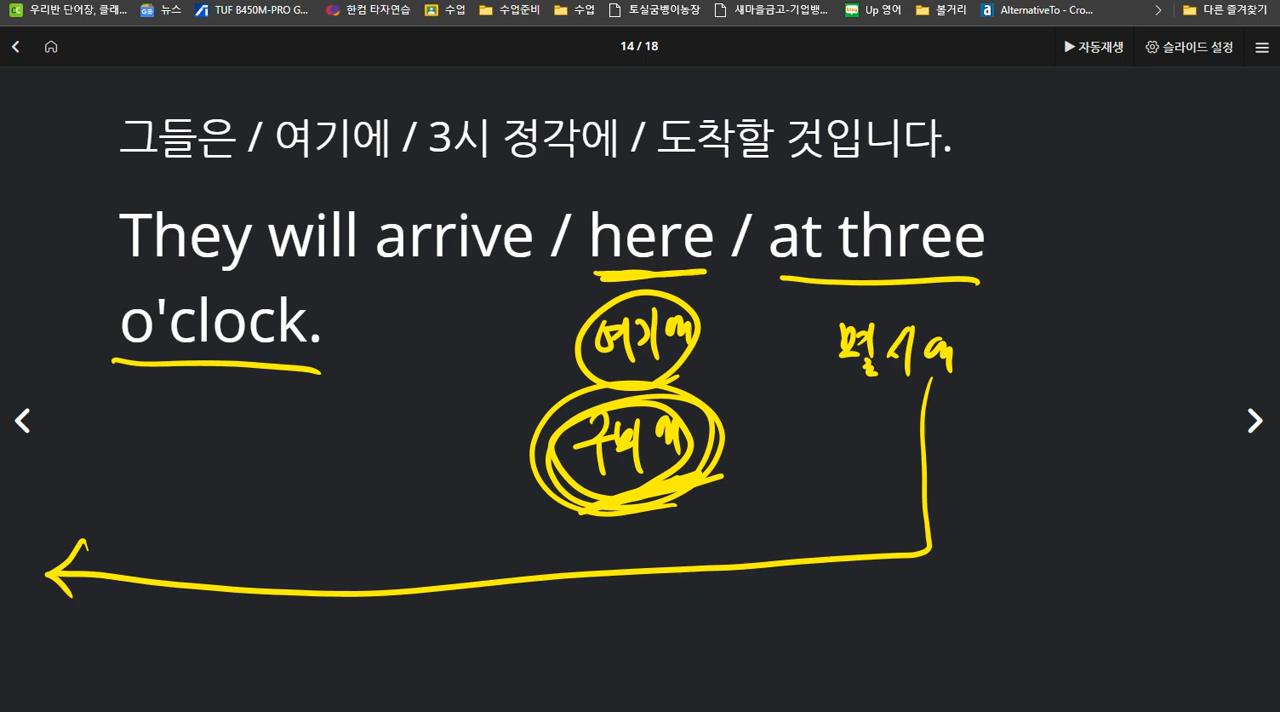 우리반 단어장, 클래... 뉴스 TUF B450M-PRO G... 한컴 타자연습 수업 수업준비 수업 토실굼벵이농장 새마을금고-기업뱅... Up 영어 볼거리 AlternativeTo - Cro... 다른 즐겨찾기
14 / 18 자동재생 슬라이드 설정
그들은 / 여기에 / 3시 정각에 / 도착할 것입니다.
They will arrive / here / at three
o'clock.
여기에
몇 시에